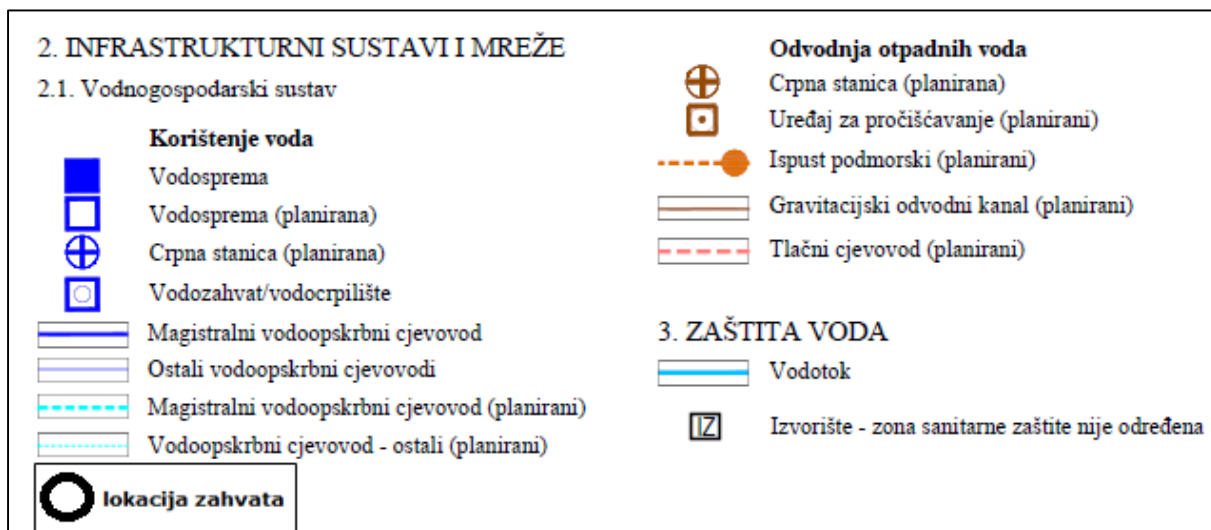 2. INFRASTRUKTURNI SUSTAVI I MREŽE
2.1. Vodnogospodarski sustav
Korištenje voda
Vodosprema
Vodosprema (planirana)
Crpna stanica (planirana)
Vodozahvat/vodocrpilište
Magistralni vodoopskrbni cjevovod
Ostali vodoopskrbni cjevovodi
Magistralni vodoopskrbni cjevovod (planirani)
Vodoopskrbni cjevovod - ostali (planirani)
lokacija zahvata
Odvodnja otpadnih voda
Crpna stanica (planirana)
Uređaj za pročišćavanje (planirani)
Ispust podmorski (planirani)
Gravitacijski odvodni kanal (planirani)
Tlačni cjevovod (planirani)
3. ZAŠTITA VODA
Vodotok
IZ Izvorište - zona sanitarne zaštite nije određena